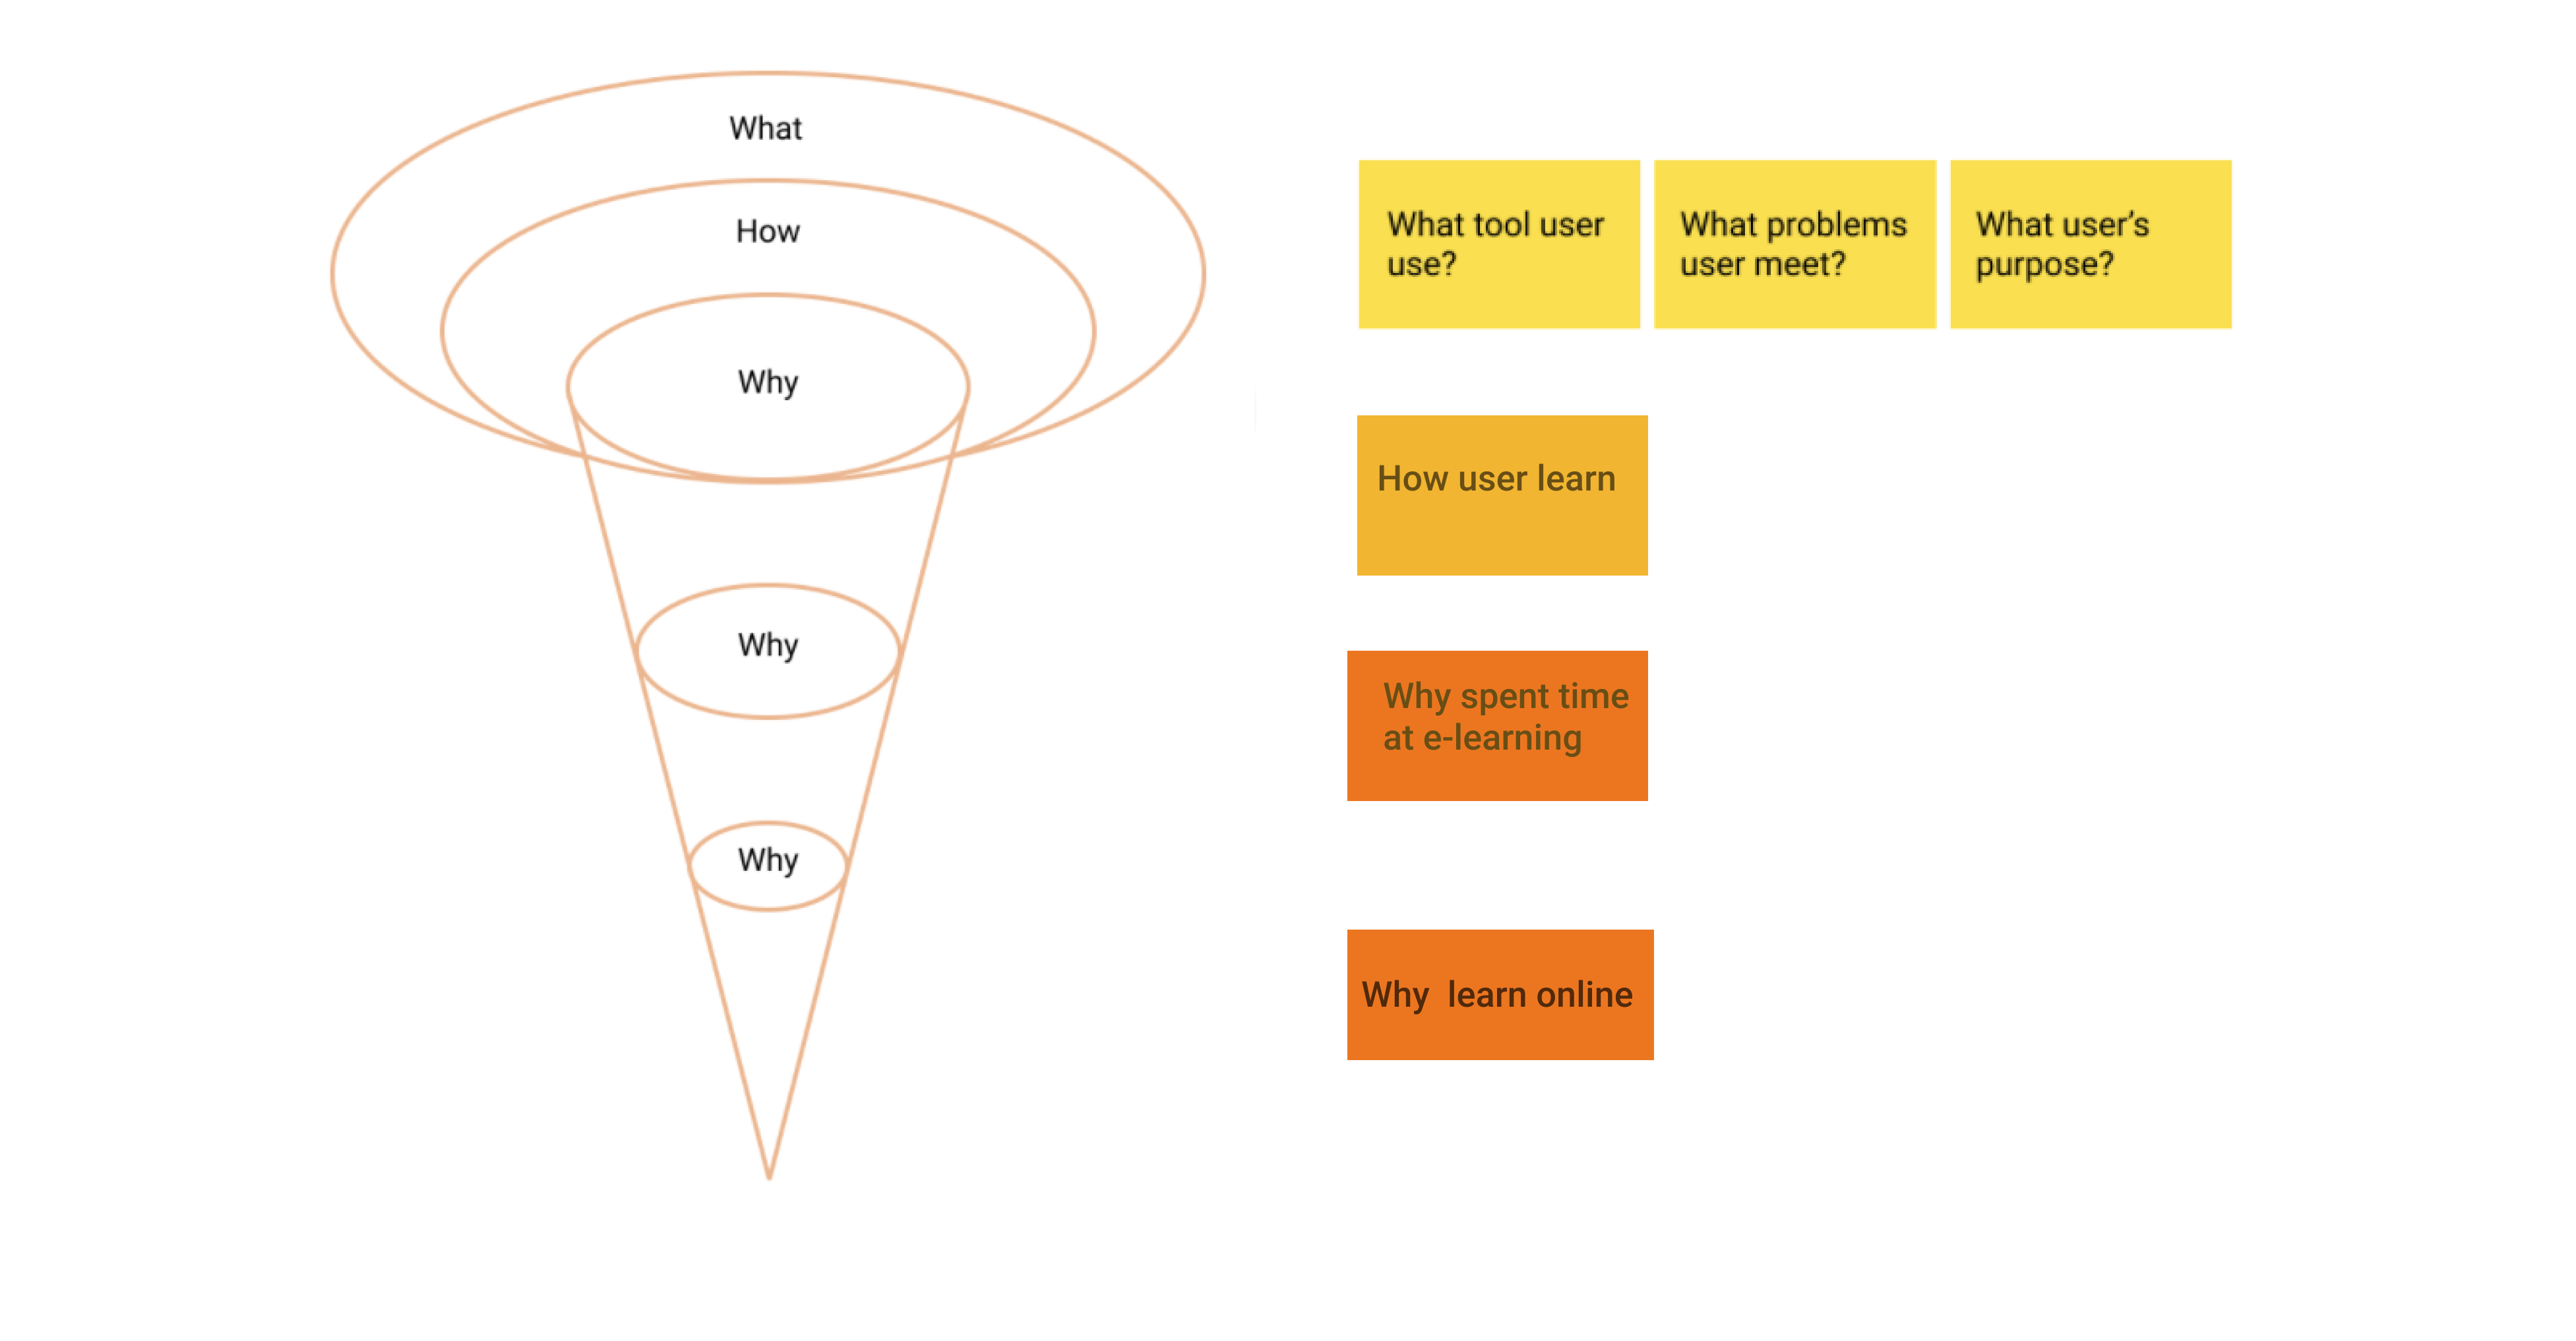 What
How
Why
Why
Why
What tool user
use?
What problems
user meet?
What user's
purpose?
How user learn
Why spent time
at e-learning
Why  learn online